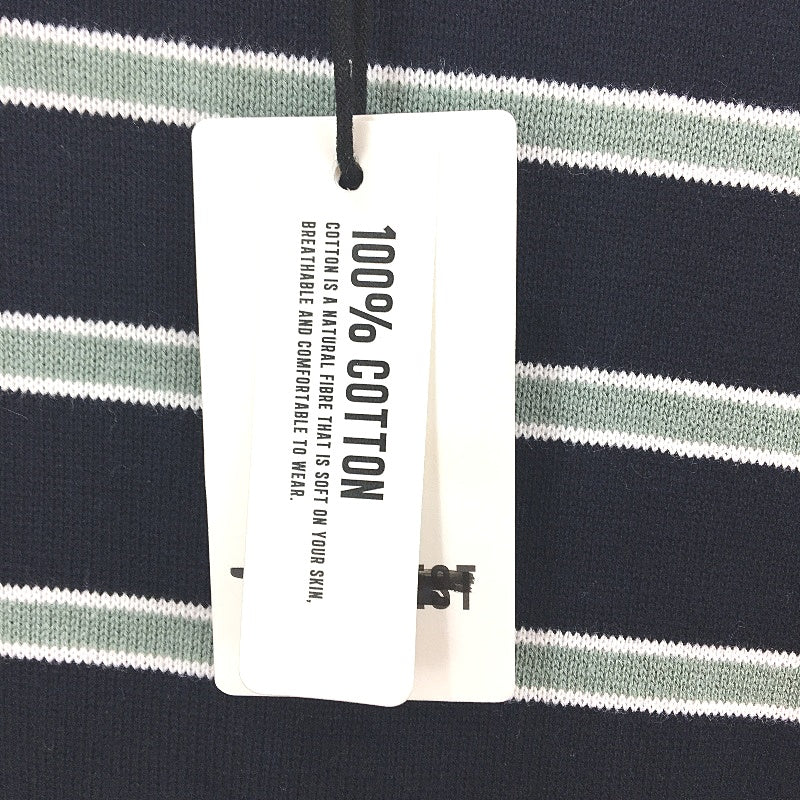 100% COTTON
COTTON IS A NATURAL FIBRE THAT IS SOFT ON YOUR SKIN,
BREATHABLE AND COMFORTABLE TO WEAR.